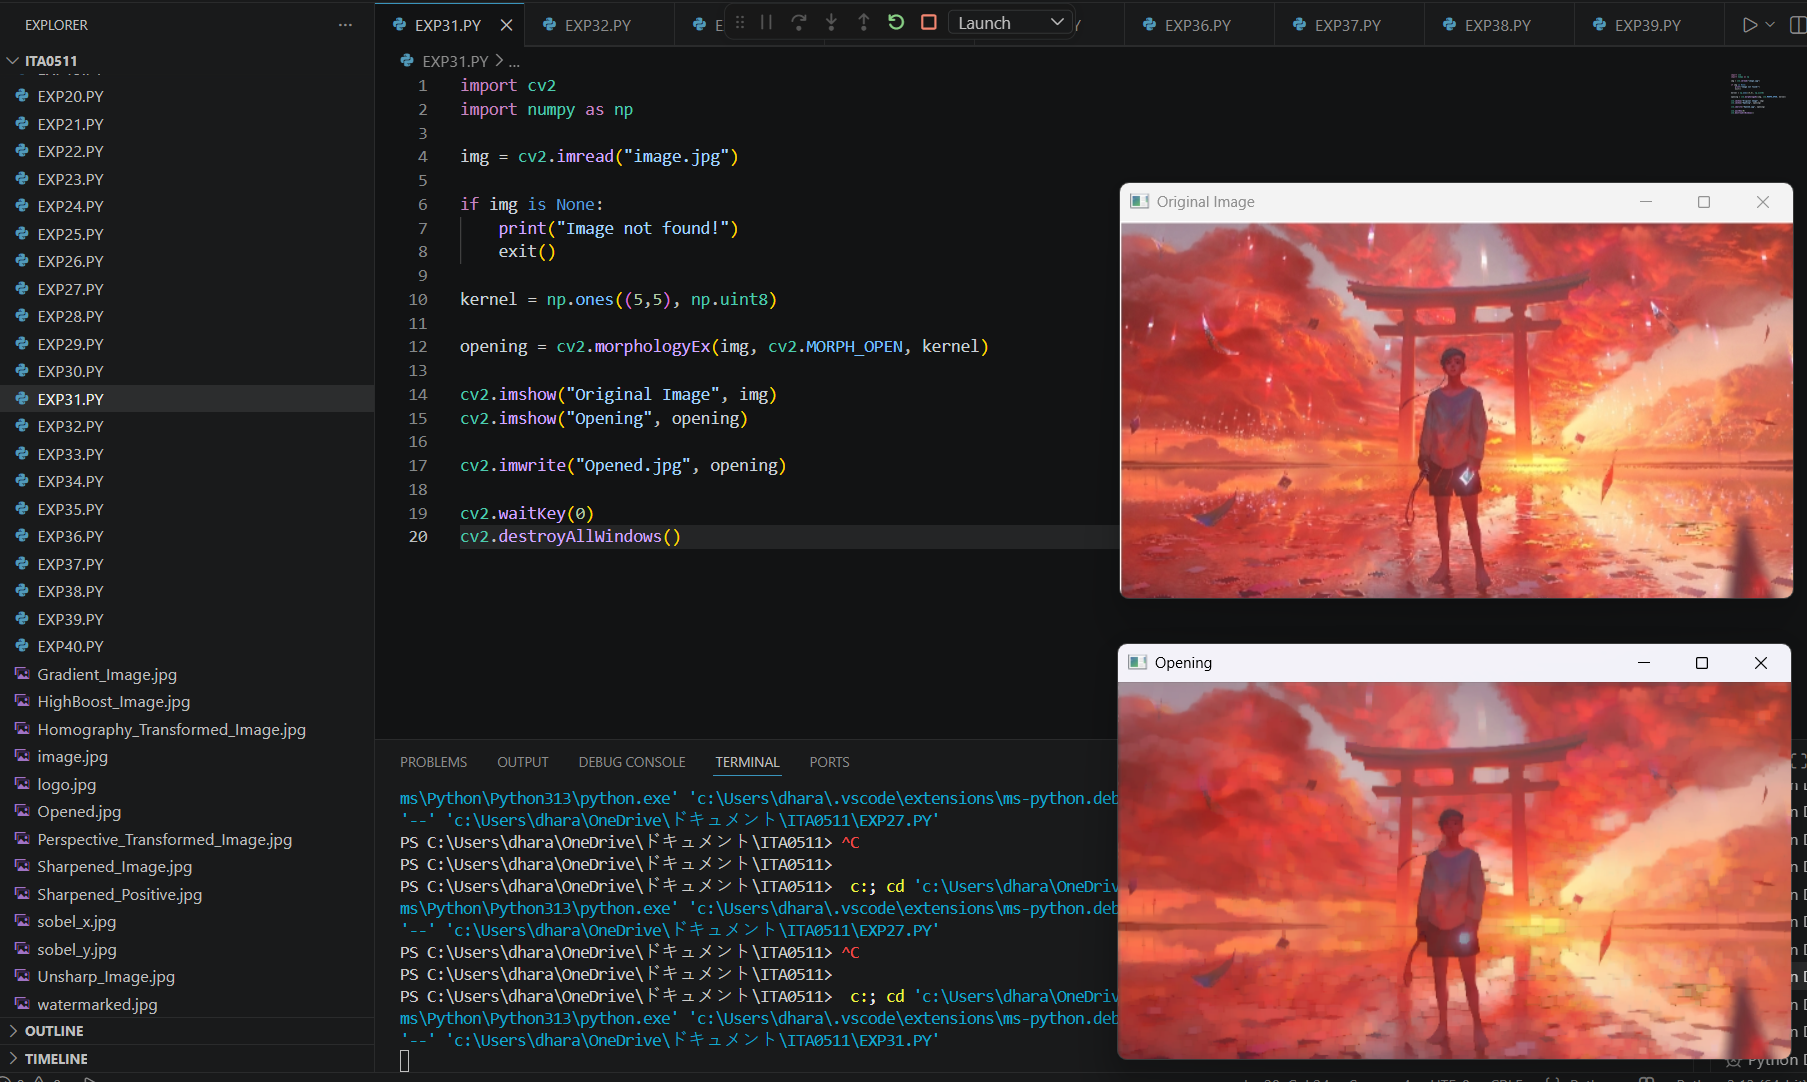 EXPLORER
ITA0511
EXP20.PY
EXP21.PY
EXP22.PY
EXP23.PY
EXP24.PY
EXP25.PY
EXP26.PY
EXP27.PY
EXP28.PY
EXP29.PY
EXP30.PY
EXP31.PY
EXP32.PY
EXP33.PY
EXP34.PY
EXP35.PY
EXP36.PY
EXP37.PY
EXP38.PY
EXP39.PY
EXP40.PY
Gradient_Image.jpg
HighBoost_Image.jpg
Homography_Transformed_Image.jpg
image.jpg
logo.jpg
Opened.jpg
Perspective_Transformed_Image.jpg
Sharpened_Image.jpg
Sharpened_Positive.jpg
sobel_x.jpg
sobel_y.jpg
Unsharp_Image.jpg
watermarked.jpg
OUTLINE
TIMELINE
EXP31.PY EXP32.PY Launch EXP36.PY EXP37.PY EXP38.PY EXP39.PY
EXP31.PY > ...
1 import cv2
2 import numpy as np
3
4 img = cv2.imread("image.jpg")
5
6 if img is None:
7 print("Image not found!")
8 exit()
9
10 kernel = np.ones((5,5), np.uint8)
11
12 opening = cv2.morphologyEx(img, cv2.MORPH_OPEN, kernel)
13
14 cv2.imshow("Original Image", img)
15 cv2.imshow("Opening", opening)
16
17 cv2.imwrite("Opened.jpg", opening)
18
19 cv2.waitKey(0)
20 cv2.destroyAllWindows()
Original Image
Opening
PROBLEMS OUTPUT DEBUG CONSOLE TERMINAL PORTS
ms\Python\Python313\python.exe' 'c:\Users\dhara\.vscode\extensions\ms-python.deb
'--' 'c:\Users\dhara\OneDrive\ドキュメント\ITA0511\EXP27.PY'
PS C:\Users\dhara\OneDrive\ドキュメント\ITA0511> ^C
PS C:\Users\dhara\OneDrive\ドキュメント\ITA0511>
PS C:\Users\dhara\OneDrive\ドキュメント\ITA0511> c:; cd 'c:\Users\dhara\OneDriv
ms\Python\Python313\python.exe' 'c:\Users\dhara\.vscode\extensions\ms-python.deb
'--' 'c:\Users\dhara\OneDrive\ドキュメント\ITA0511\EXP27.PY'
PS C:\Users\dhara\OneDrive\ドキュメント\ITA0511> ^C
PS C:\Users\dhara\OneDrive\ドキュメント\ITA0511>
PS C:\Users\dhara\OneDrive\ドキュメント\ITA0511> c:; cd 'c:\Users\dhara\OneDriv
ms\Python\Python313\python.exe' 'c:\Users\dhara\.vscode\extensions\ms-python.deb
'--' 'c:\Users\dhara\OneDrive\ドキュメント\ITA0511\EXP31.PY'